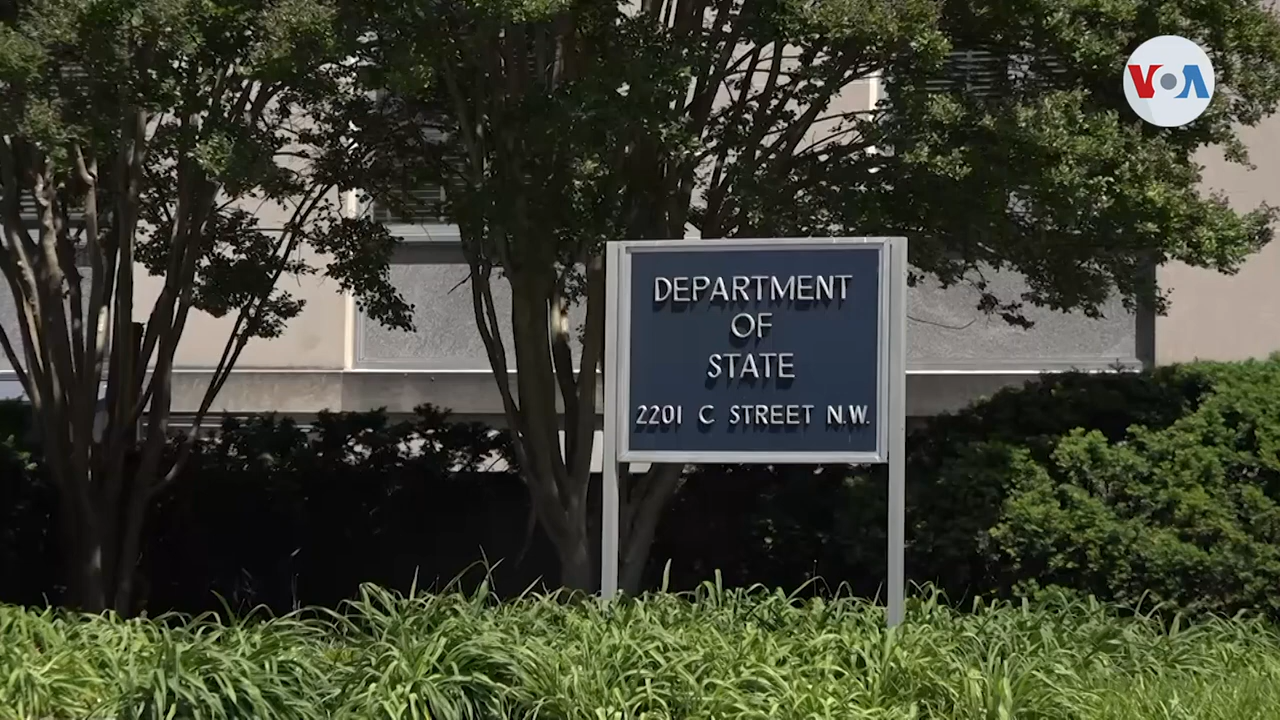 VOA
DEPARTMENT
OF
STATE
2201 C STREET N.W.